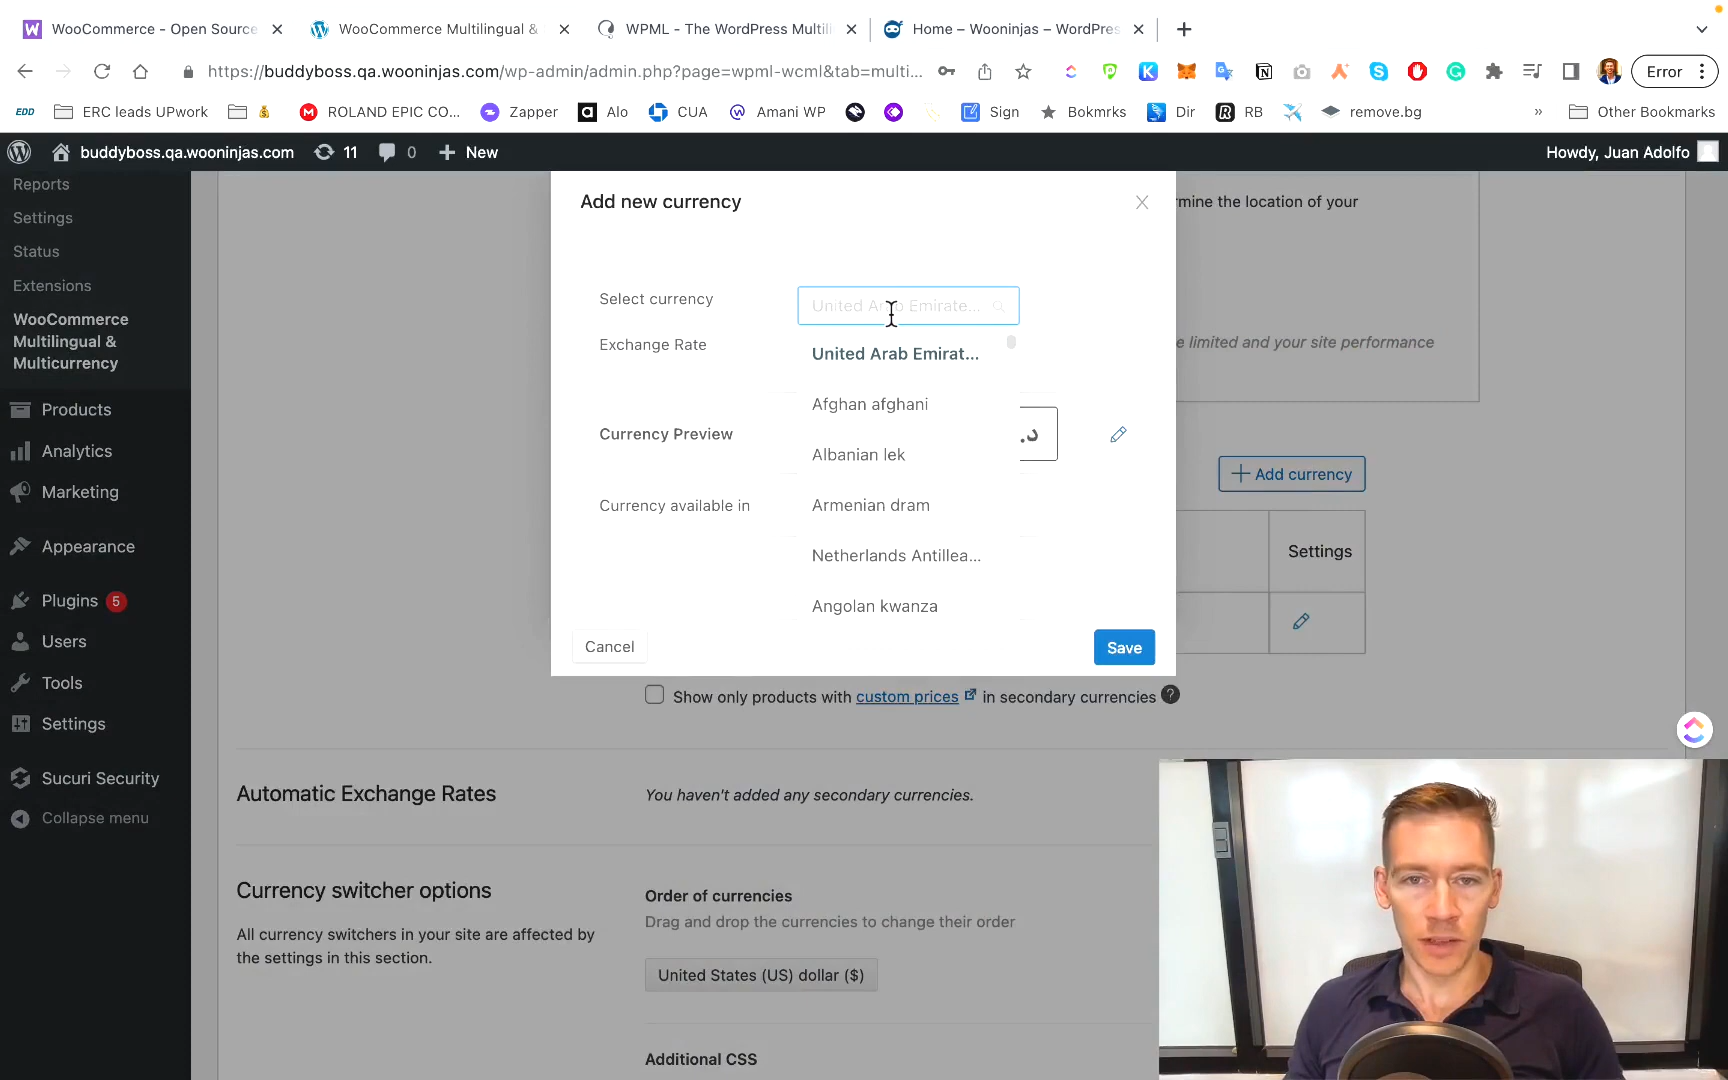 WooCommerce - Open Source
WooCommerce Multilingual &
WPML - The WordPress Multili
Home – Wooninjas – WordPres
https://buddyboss.qa.wooninjas.com/wp-admin/admin.php?page=wpml-wcml&tab=multi...
Error
EDD
ERC leads UPwork
ROLAND EPIC CO...
Zapper
Alo
CUA
Amani WP
Sign
Bokmrks
Dir
RB
remove.bg
»
Other Bookmarks
buddyboss.qa.wooninjas.com
11
0
New
Howdy, Juan Adolfo
Reports
Settings
Status
Extensions
WooCommerce
Multilingual &
Multicurrency
Products
Analytics
Marketing
Appearance
Plugins 5
Users
Tools
Settings
Sucuri Security
Collapse menu
Add new currency
rmine the location of your
Select currency
United Arab Emirate...
Exchange Rate
United Arab Emirat...
e limited and your site performance
Afghan afghani
Currency Preview
د.
Albanian lek
Add currency
Currency available in
Armenian dram
Settings
Netherlands Antillea...
Angolan kwanza
Cancel
Save
Show only products with custom prices in secondary currencies ?
Automatic Exchange Rates
You haven't added any secondary currencies.
Currency switcher options
All currency switchers in your site are affected by
the settings in this section.
Order of currencies
Drag and drop the currencies to change their order
United States (US) dollar ($)
Additional CSS